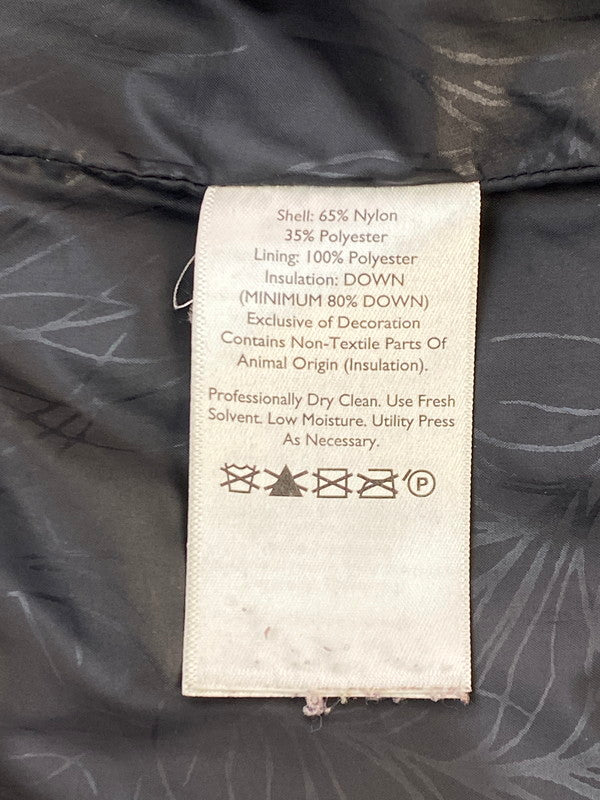 Shell: 65% Nylon
35% Polyester
Lining: 100% Polyester
Insulation: DOWN
(MINIMUM 80% DOWN)
Exclusive of Decoration
Contains Non-Textile Parts Of
Animal Origin (Insulation).
Professionally Dry Clean. Use Fresh
Solvent. Low Moisture. Utility Press
As Necessary.
P